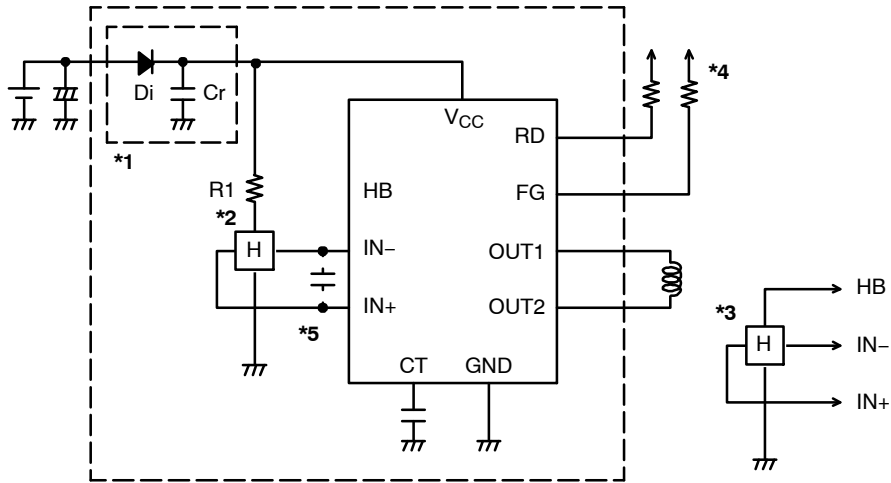 *4
Di
Cr
VCC
RD
*1
R1
HB
FG
*2
H
IN−
OUT1
HB
*3
IN+
OUT2
*5
H
IN−
CT
GND
IN+